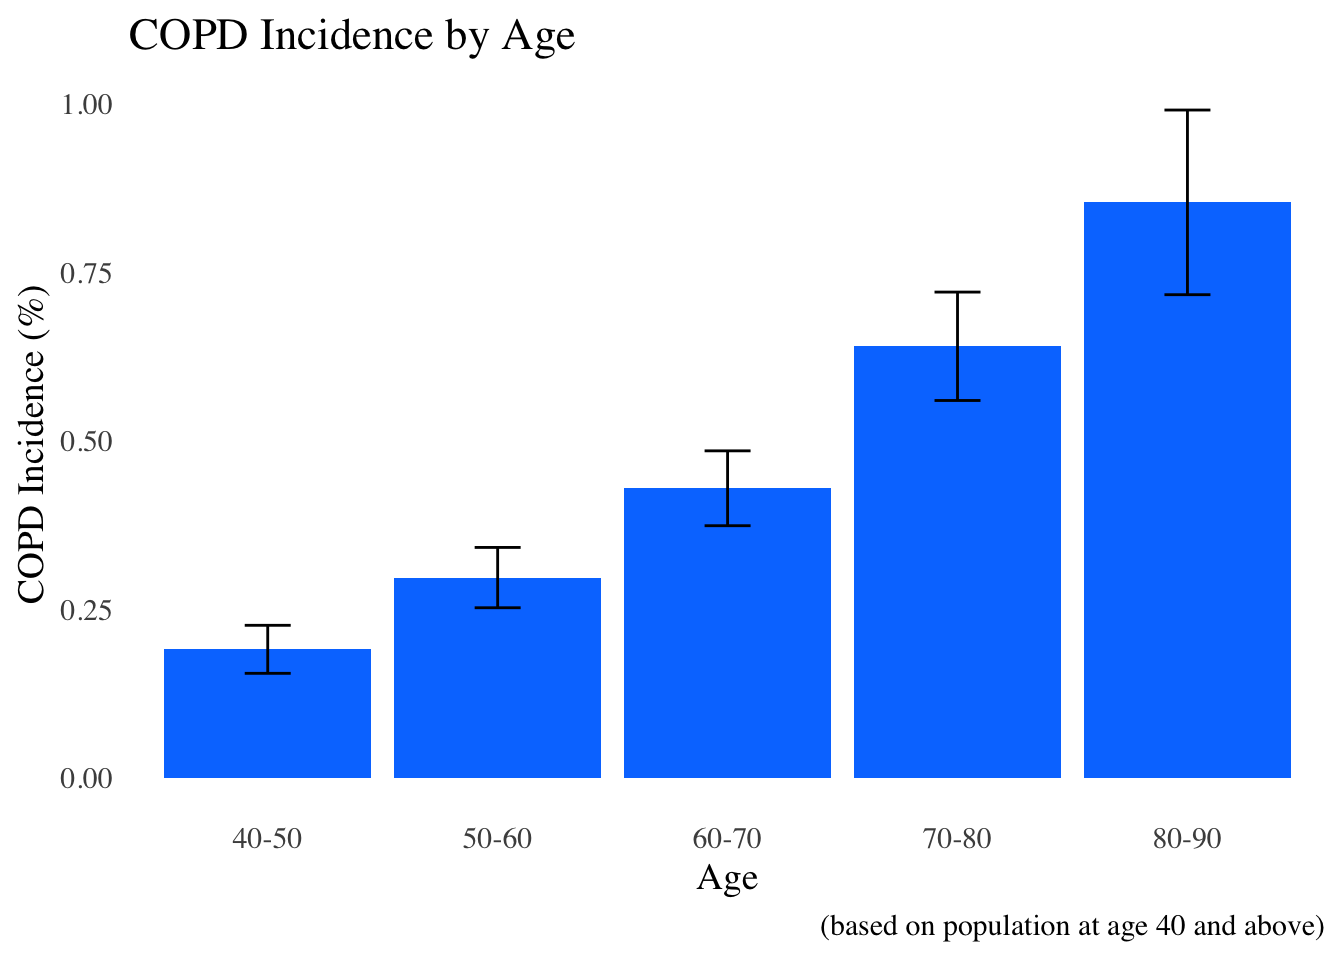 COPD Incidence by Age
1.00
0.75
0.50
0.25
0.00
COPD Incidence (%)
40-50 50-60 60-70 70-80 80-90
Age
(based on population at age 40 and above)